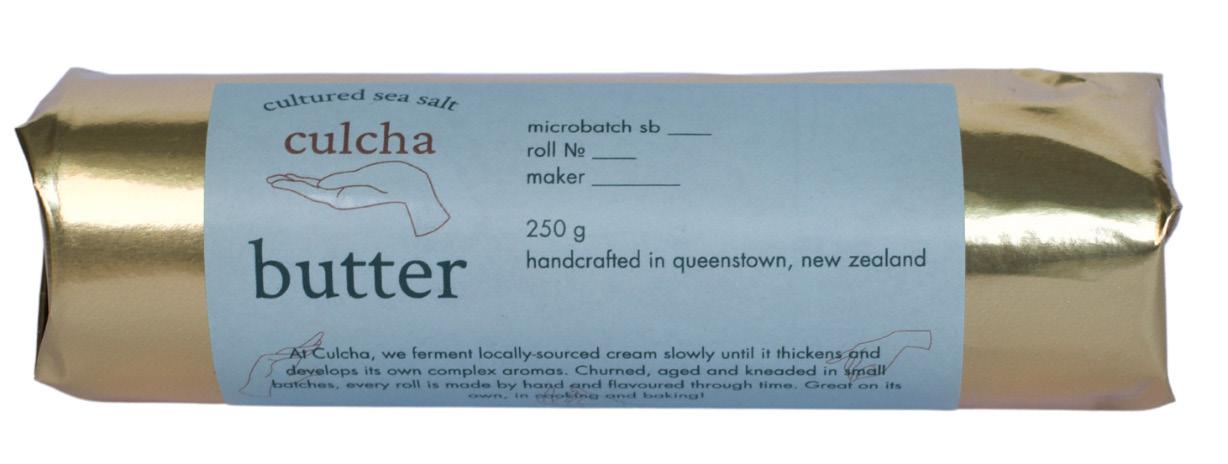 cultured sea salt
culcha
butter
microbatch sb ____
roll № ____
maker ________
250 g
handcrafted in queenstown, new zealand
At Culcha, we ferment locally-sourced cream slowly until it thickens and
develops its own complex aromas. Churned, aged and kneaded in small
batches, every roll is made by hand and flavoured through time. Great on its
own, in cooking and baking!